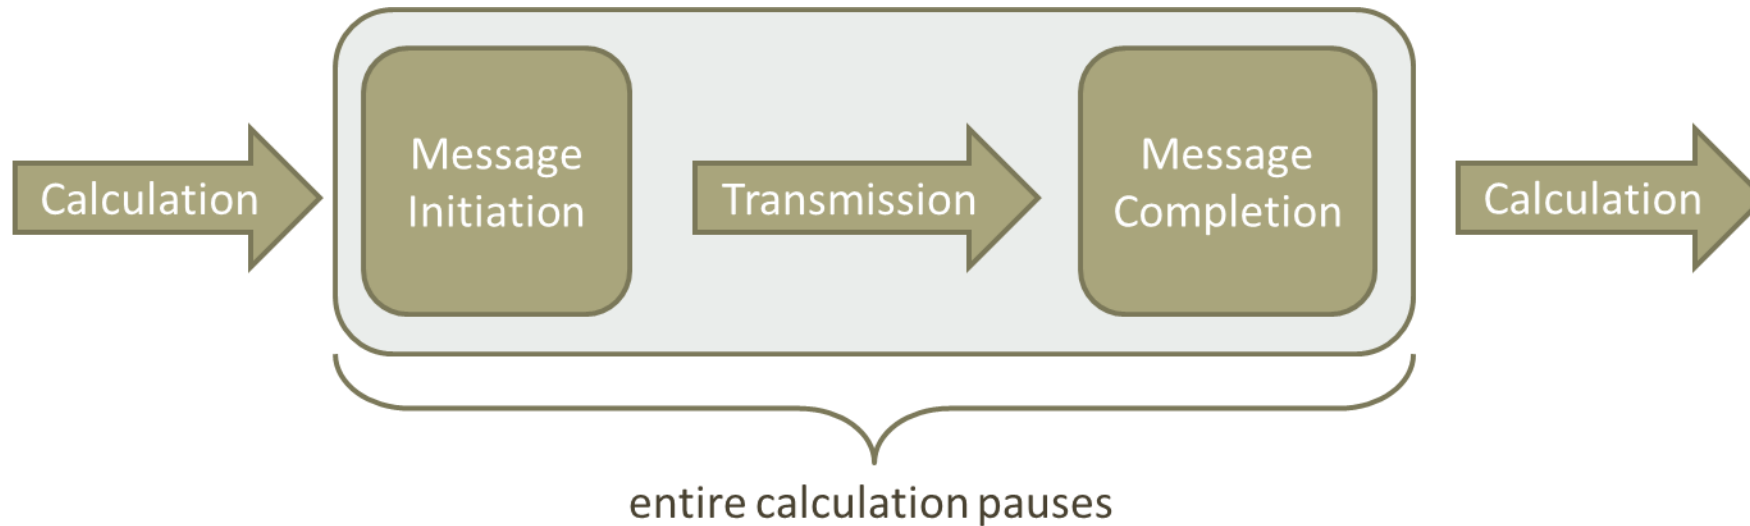 Calculation
Message
Initiation
Transmission
Message
Completion
Calculation
entire calculation pauses